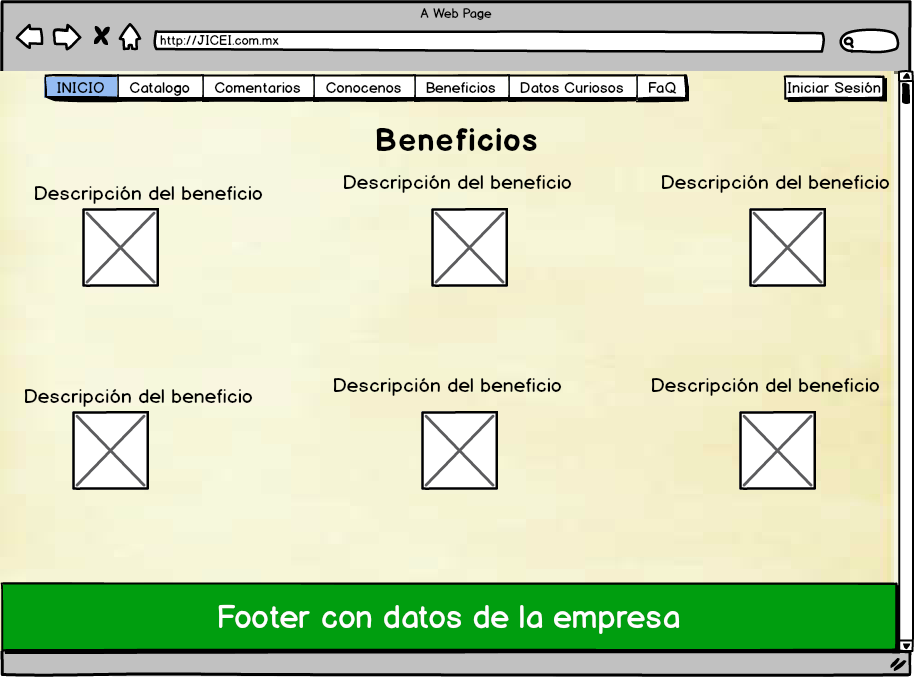 A Web Page
http://JICEI.com.mx
INICIO Catalogo Comentarios Conocenos Beneficios Datos Curiosos FaQ Iniciar Sesión
Beneficios
Descripción del beneficio Descripción del beneficio Descripción del beneficio
Descripción del beneficio Descripción del beneficio Descripción del beneficio
Footer con datos de la empresa